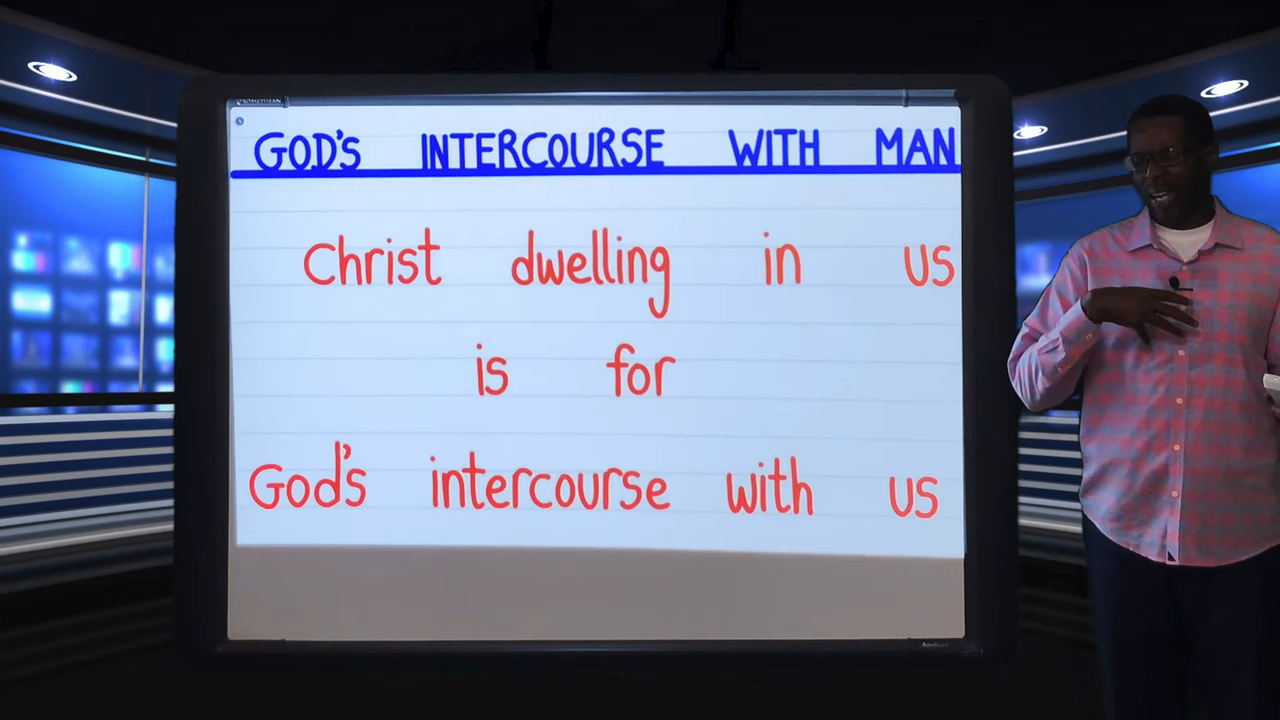 GOD'S INTERCOURSE WITH MAN
Christ dwelling in us
is for
God's intercourse with us